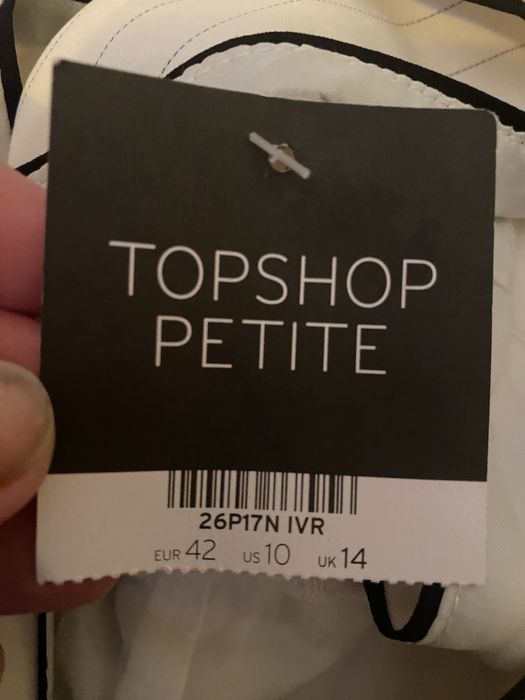 TOPSHOP
PETITE
26P17N IVR
EUR 42 US 10 UK 14